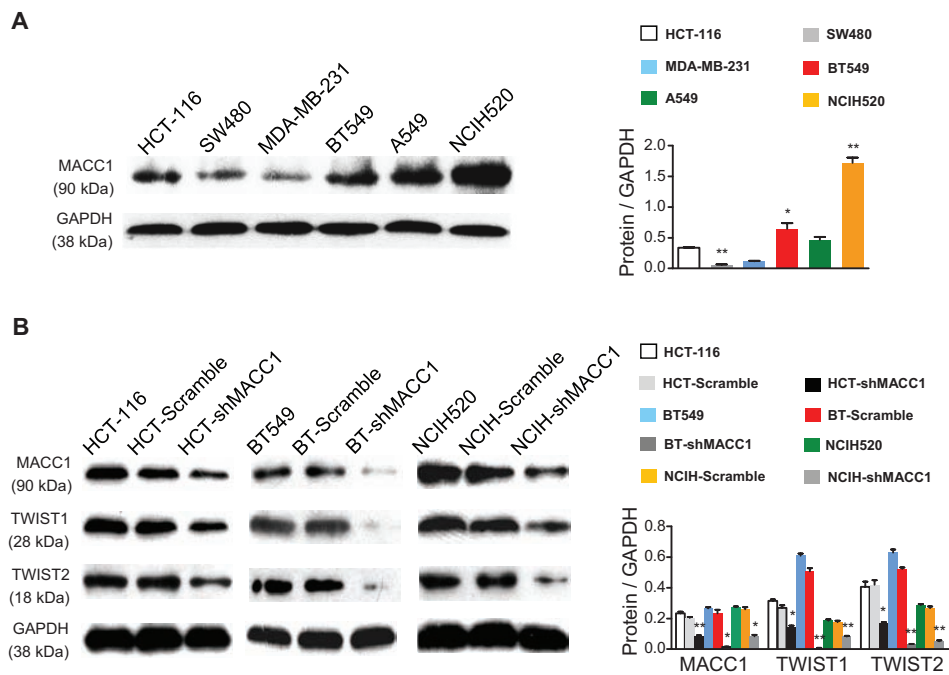 A
HCT-116
SW480
MDA-MB-231
BT549
A549
NCIH520
MACC1
(90 kDa)
GAPDH
(38 kDa)
HCT-116
SW480
MDA-MB-231
BT549
A549
NCIH520
Protein / GAPDH
2.0
1.5
1.0
0.5
0.0
**
*
**
B
HCT-116
HCT-Scramble
HCT-shMACC1
BT549
BT-Scramble
BT-shMACC1
NCIH520
NCIH-Scramble
NCIH-shMACC1
MACC1
(90 kDa)
TWIST1
(28 kDa)
TWIST2
(18 kDa)
GAPDH
(38 kDa)
HCT-116
HCT-Scramble
HCT-shMACC1
BT549
BT-Scramble
BT-shMACC1
NCIH520
NCIH-Scramble
NCIH-shMACC1
Protein / GAPDH
0.8
0.6
0.4
0.2
0.0
** * * * ** ** * ** **
MACC1 TWIST1 TWIST2